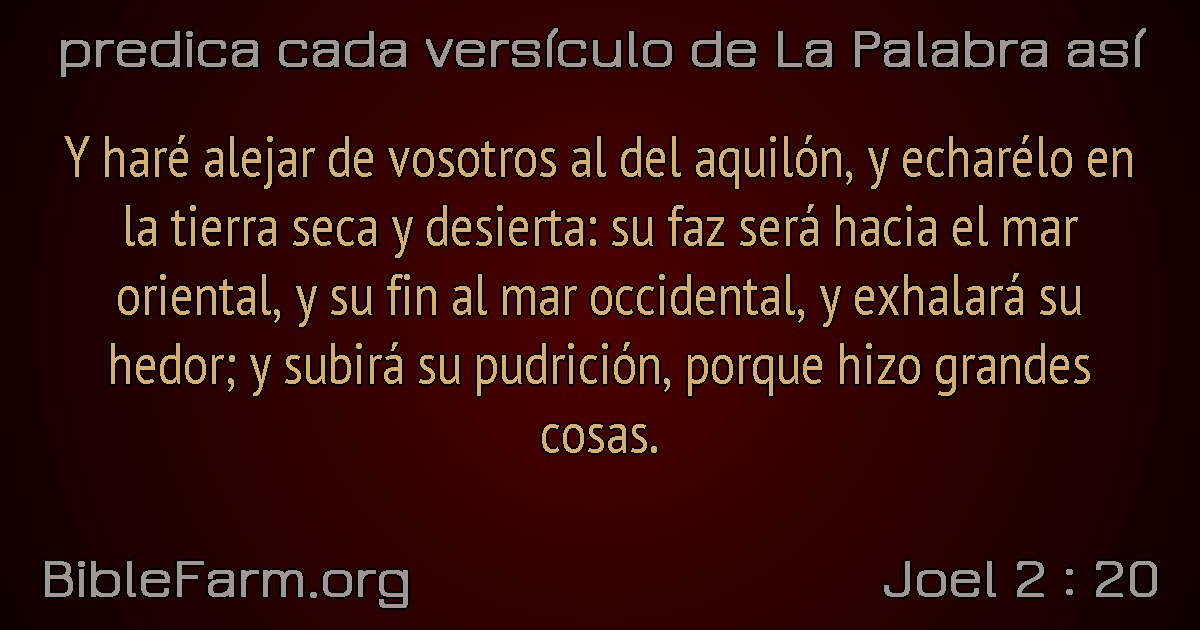 predica cada versículo de La Palabra así
Y haré alejar de vosotros al del aquilón, y echarélo en
la tierra seca y desierta: su faz será hacia el mar
oriental, y su fin al mar occidental, y exhalará su
hedor; y subirá su pudrición, porque hizo grandes
cosas.
BibleFarm.org
Joel 2 : 20